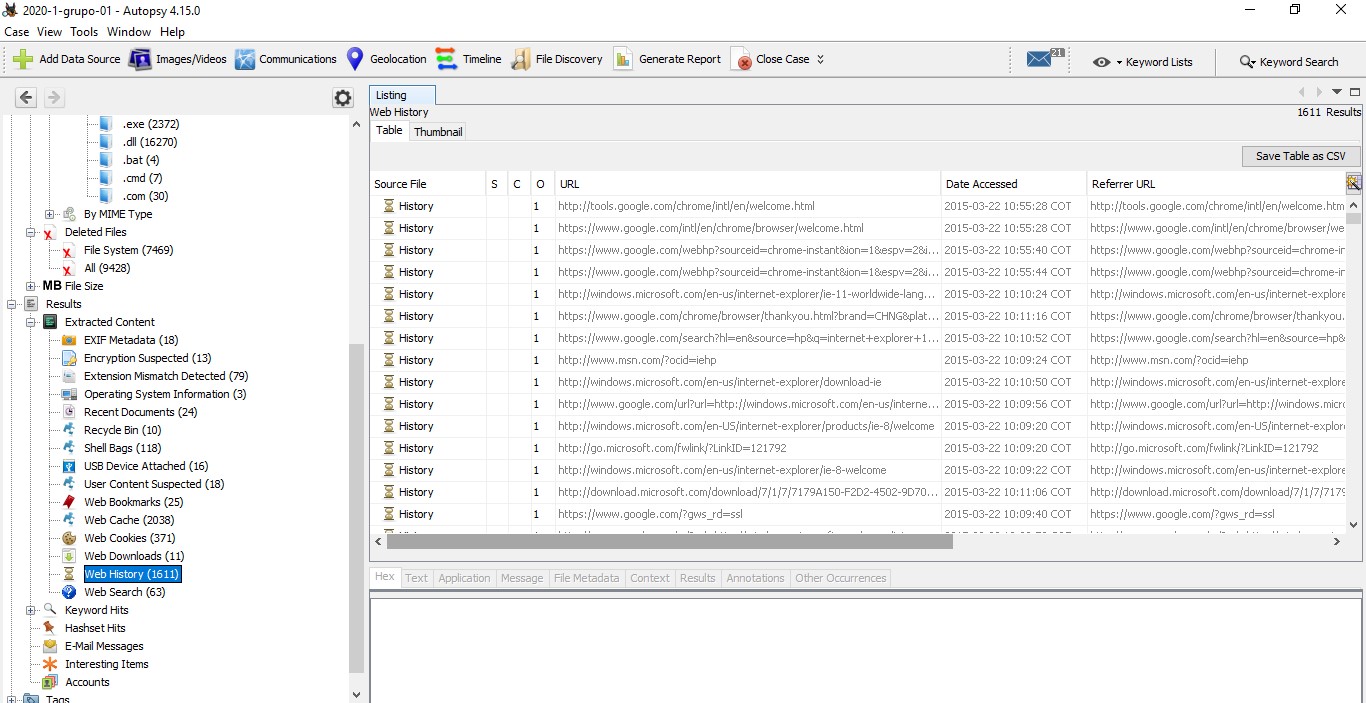 2020-1-grupo-01 - Autopsy 4.15.0
Case View Tools Window Help
Add Data Source Images/Videos Communications Geolocation Timeline File Discovery Generate Report Close Case 21 Keyword Lists Keyword Search
.exe (2372)
.dll (16270)
.bat (4)
.cmd (7)
.com (30)
By MIME Type
Deleted Files
File System (7469)
All (9428)
MB File Size
Results
Extracted Content
EXIF Metadata (18)
Encryption Suspected (13)
Extension Mismatch Detected (79)
Operating System Information (3)
Recent Documents (24)
Recycle Bin (10)
Shell Bags (118)
USB Device Attached (16)
User Content Suspected (18)
Web Bookmarks (25)
Web Cache (2038)
Web Cookies (371)
Web Downloads (11)
Web History (1611)
Web Search (63)
Keyword Hits
Hashset Hits
E-Mail Messages
Interesting Items
Accounts
Tags
Listing
Web History 1611 Results
Table Thumbnail
Save Table as CSV
Source File S C O URL Date Accessed Referrer URL
History 1 http://tools.google.com/chrome/intl/en/welcome.html 2015-03-22 10:55:28 COT http://tools.google.com/chrome/intl/en/welcome.htm
History 1 https://www.google.com/intl/en/chrome/browser/welcome.html 2015-03-22 10:55:28 COT https://www.google.com/intl/en/chrome/browser/we
History 1 https://www.google.com/webhp?sourceid=chrome-instant&ion=1&espv=2&i... 2015-03-22 10:55:40 COT https://www.google.com/webhp?sourceid=chrome-in
History 1 https://www.google.com/webhp?sourceid=chrome-instant&ion=1&espv=2&i... 2015-03-22 10:55:44 COT https://www.google.com/webhp?sourceid=chrome-in
History 1 http://windows.microsoft.com/en-us/internet-explorer/ie-11-worldwide-lang... 2015-03-22 10:10:24 COT http://windows.microsoft.com/en-us/internet-explore
History 1 https://www.google.com/chrome/browser/thankyou.html?brand=CHNG&plat... 2015-03-22 10:11:16 COT https://www.google.com/chrome/browser/thankyou.
History 1 https://www.google.com/search?hl=en&source=hp&q=internet+explorer+1... 2015-03-22 10:10:52 COT https://www.google.com/search?hl=en&source=hp&
History 1 http://www.msn.com/?ocid=iehp 2015-03-22 10:09:24 COT http://www.msn.com/?ocid=iehp
History 1 http://windows.microsoft.com/en-us/internet-explorer/download-ie 2015-03-22 10:10:50 COT http://windows.microsoft.com/en-us/internet-explore
History 1 http://www.google.com/url?url=http://windows.microsoft.com/en-us/interne... 2015-03-22 10:09:56 COT http://www.google.com/url?url=http://windows.micro
History 1 http://windows.microsoft.com/en-US/internet-explorer/products/ie-8/welcome 2015-03-22 10:09:20 COT http://windows.microsoft.com/en-US/internet-explore
History 1 http://go.microsoft.com/fwlink/?LinkID=121792 2015-03-22 10:09:20 COT http://go.microsoft.com/fwlink/?LinkID=121792
History 1 http://windows.microsoft.com/en-us/internet-explorer/ie-8-welcome 2015-03-22 10:09:22 COT http://windows.microsoft.com/en-us/internet-explore
History 1 http://download.microsoft.com/download/7/1/7/7179A150-F2D2-4502-9D70... 2015-03-22 10:11:06 COT http://download.microsoft.com/download/7/1/7/7179
History 1 https://www.google.com/?gws_rd=ssl 2015-03-22 10:09:40 COT https://www.google.com/?gws_rd=ssl
Hex Text Application Message File Metadata Context Results Annotations Other Occurrences